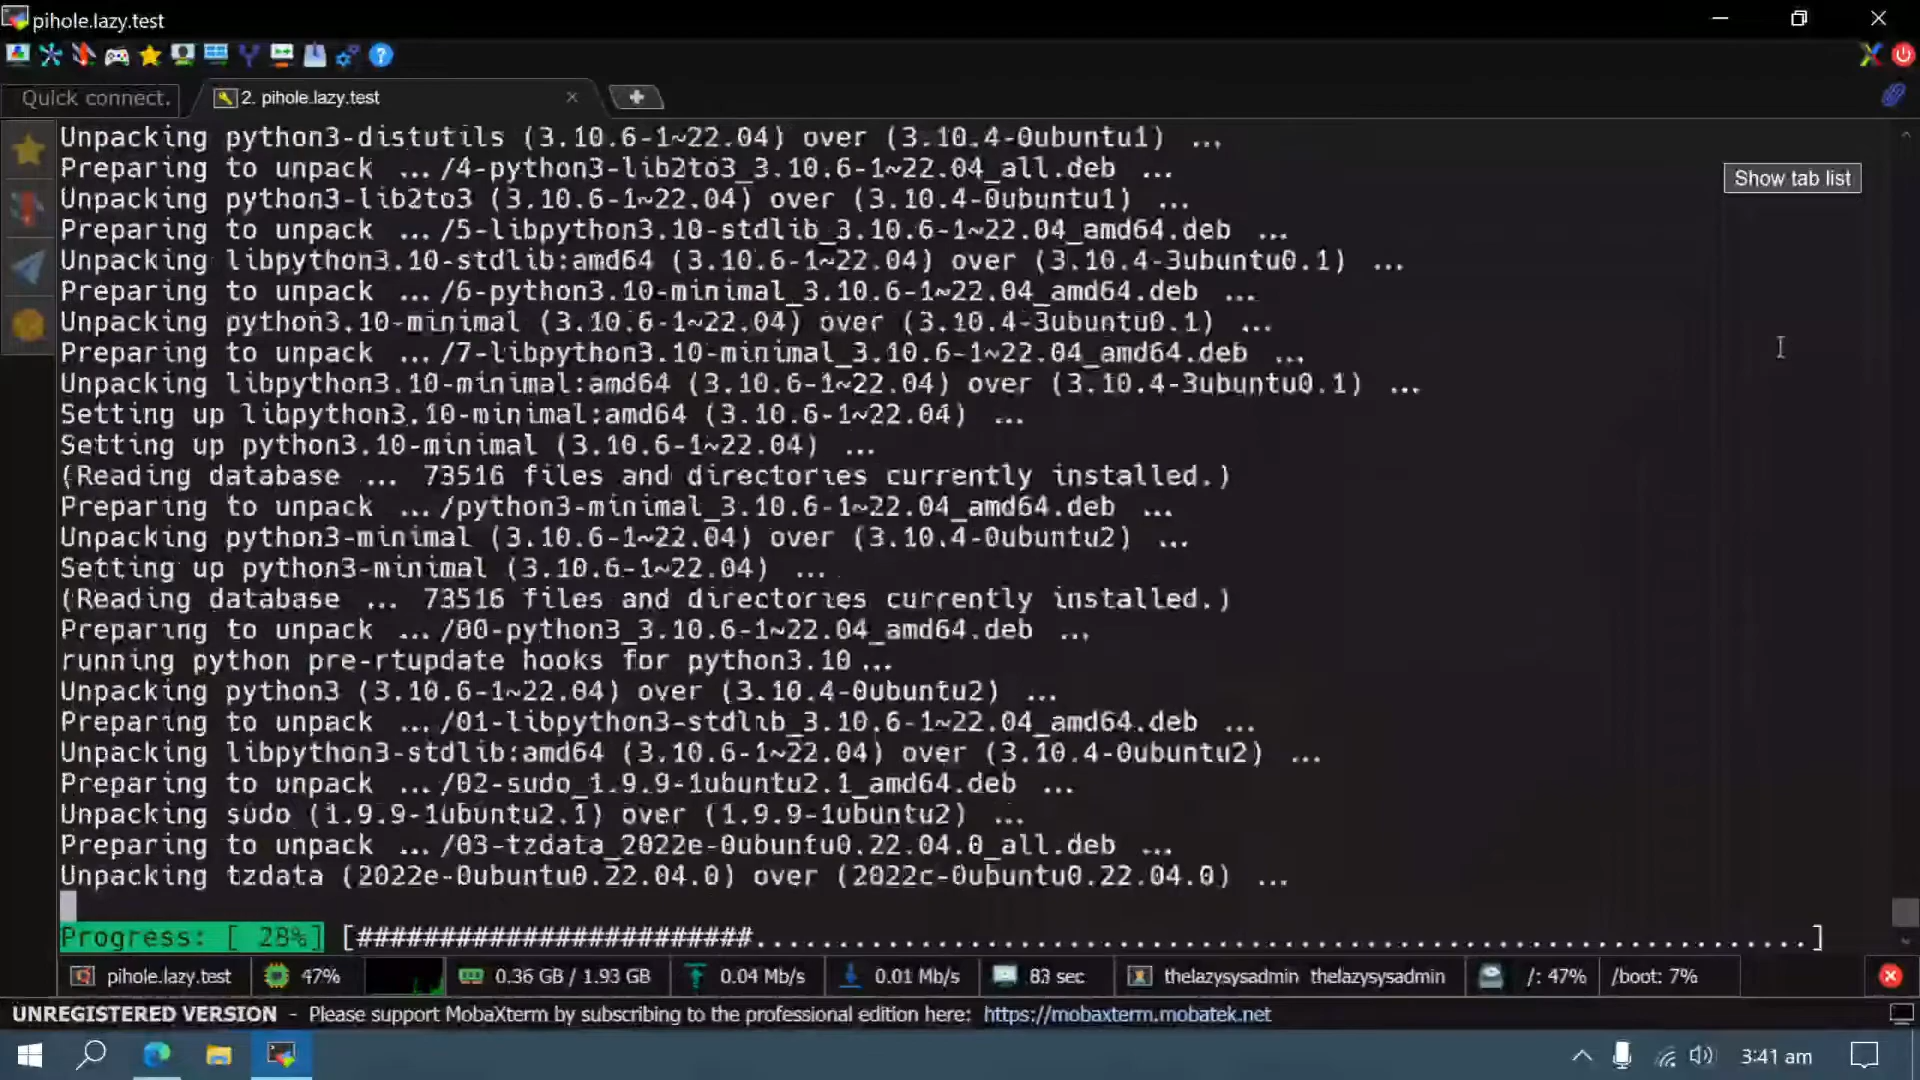 pihole.lazy.test
Quick connect.
2. pihole.lazy.test
Unpacking python3-distutils (3.10.6-1~22.04) over (3.10.4-0ubuntu1) ...
Show tab list
Preparing to unpack .../4-python3-lib2to3_3.10.6-1~22.04_all.deb ...
Unpacking python3-lib2to3 (3.10.6-1~22.04) over (3.10.4-0ubuntu1) ...
Preparing to unpack .../5-libpython3.10-stdlib_3.10.6-1~22.04_amd64.deb ...
Unpacking libpython3.10-stdlib:amd64 (3.10.6-1~22.04) over (3.10.4-3ubuntu0.1) ...
Preparing to unpack .../6-python3.10-minimal_3.10.6-1~22.04_amd64.deb ...
Unpacking python3.10-minimal (3.10.6-1~22.04) over (3.10.4-3ubuntu0.1) ...
Preparing to unpack .../7-libpython3.10-minimal_3.10.6-1~22.04_amd64.deb ...
Unpacking libpython3.10-minimal:amd64 (3.10.6-1~22.04) over (3.10.4-3ubuntu0.1) ...
Setting up libpython3.10-minimal:amd64 (3.10.6-1~22.04) ...
Setting up python3.10-minimal (3.10.6-1~22.04) ...
(Reading database ... 73516 files and directories currently installed.)
Preparing to unpack .../python3-minimal_3.10.6-1~22.04_amd64.deb ...
Unpacking python3-minimal (3.10.6-1~22.04) over (3.10.4-0ubuntu2) ...
Setting up python3-minimal (3.10.6-1~22.04) ...
(Reading database ... 73516 files and directories currently installed.)
Preparing to unpack .../00-python3_3.10.6-1~22.04_amd64.deb ...
running python pre-rtupdate hooks for python3.10...
Unpacking python3 (3.10.6-1~22.04) over (3.10.4-0ubuntu2) ...
Preparing to unpack .../01-libpython3-stdlib_3.10.6-1~22.04_amd64.deb ...
Unpacking libpython3-stdlib:amd64 (3.10.6-1~22.04) over (3.10.4-0ubuntu2) ...
Preparing to unpack .../02-sudo_1.9.9-1ubuntu2.1_amd64.deb ...
Unpacking sudo (1.9.9-1ubuntu2.1) over (1.9.9-1ubuntu2) ...
Preparing to unpack .../03-tzdata_2022e-0ubuntu0.22.04.0_all.deb ...
Unpacking tzdata (2022e-0ubuntu0.22.04.0) over (2022c-0ubuntu0.22.04.0) ...
Progress: [ 28%] [########################................................................]
pihole.lazy.test 47% 0.36 GB / 1.93 GB 0.04 Mb/s 0.01 Mb/s 83 sec thelazysysadmin thelazysysadmin /: 47% /boot: 7%
UNREGISTERED VERSION - Please support MobaXterm by subscribing to the professional edition here: https://mobaxterm.mobatek.net
3:41 am